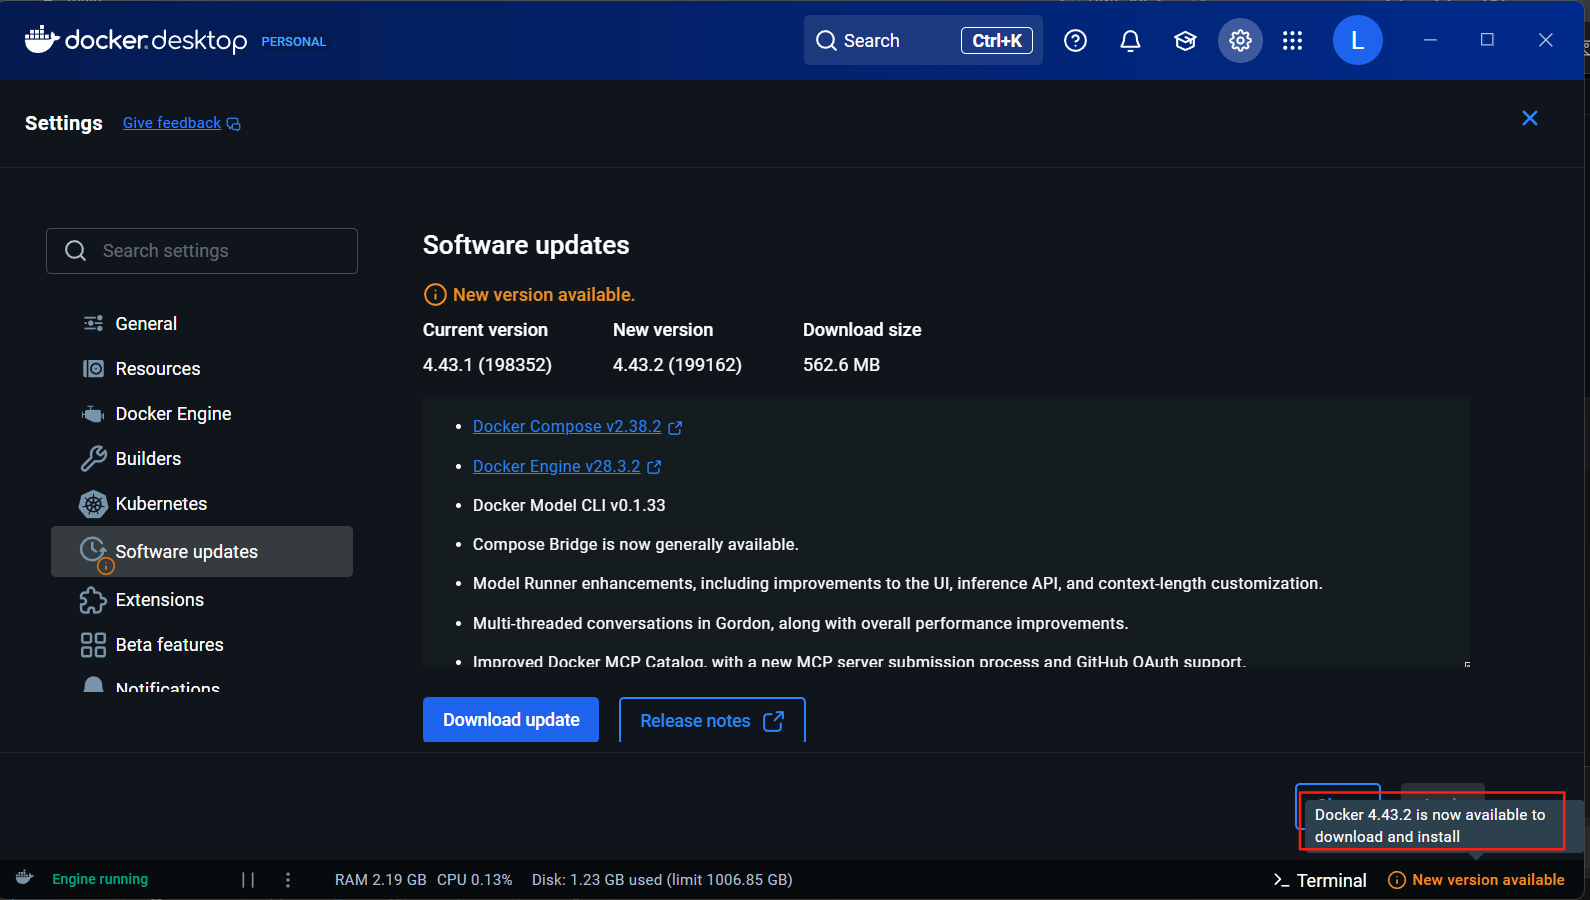 docker.desktop PERSONAL Search Ctrl+K L
Settings Give feedback
Search settings
General
Resources
Docker Engine
Builders
Kubernetes
Software updates
Extensions
Beta features
Notifications
Software updates
New version available.
Current version New version Download size
4.43.1 (198352) 4.43.2 (199162) 562.6 MB
• Docker Compose v2.38.2
• Docker Engine v28.3.2
• Docker Model CLI v0.1.33
• Compose Bridge is now generally available.
• Model Runner enhancements, including improvements to the UI, inference API, and context-length customization.
• Multi-threaded conversations in Gordon, along with overall performance improvements.
• Improved Docker MCP Catalog, with a new MCP server submission process and GitHub OAuth support.
Download update Release notes
Docker 4.43.2 is now available to
download and install
Engine running RAM 2.19 GB CPU 0.13% Disk: 1.23 GB used (limit 1006.85 GB) Terminal New version available